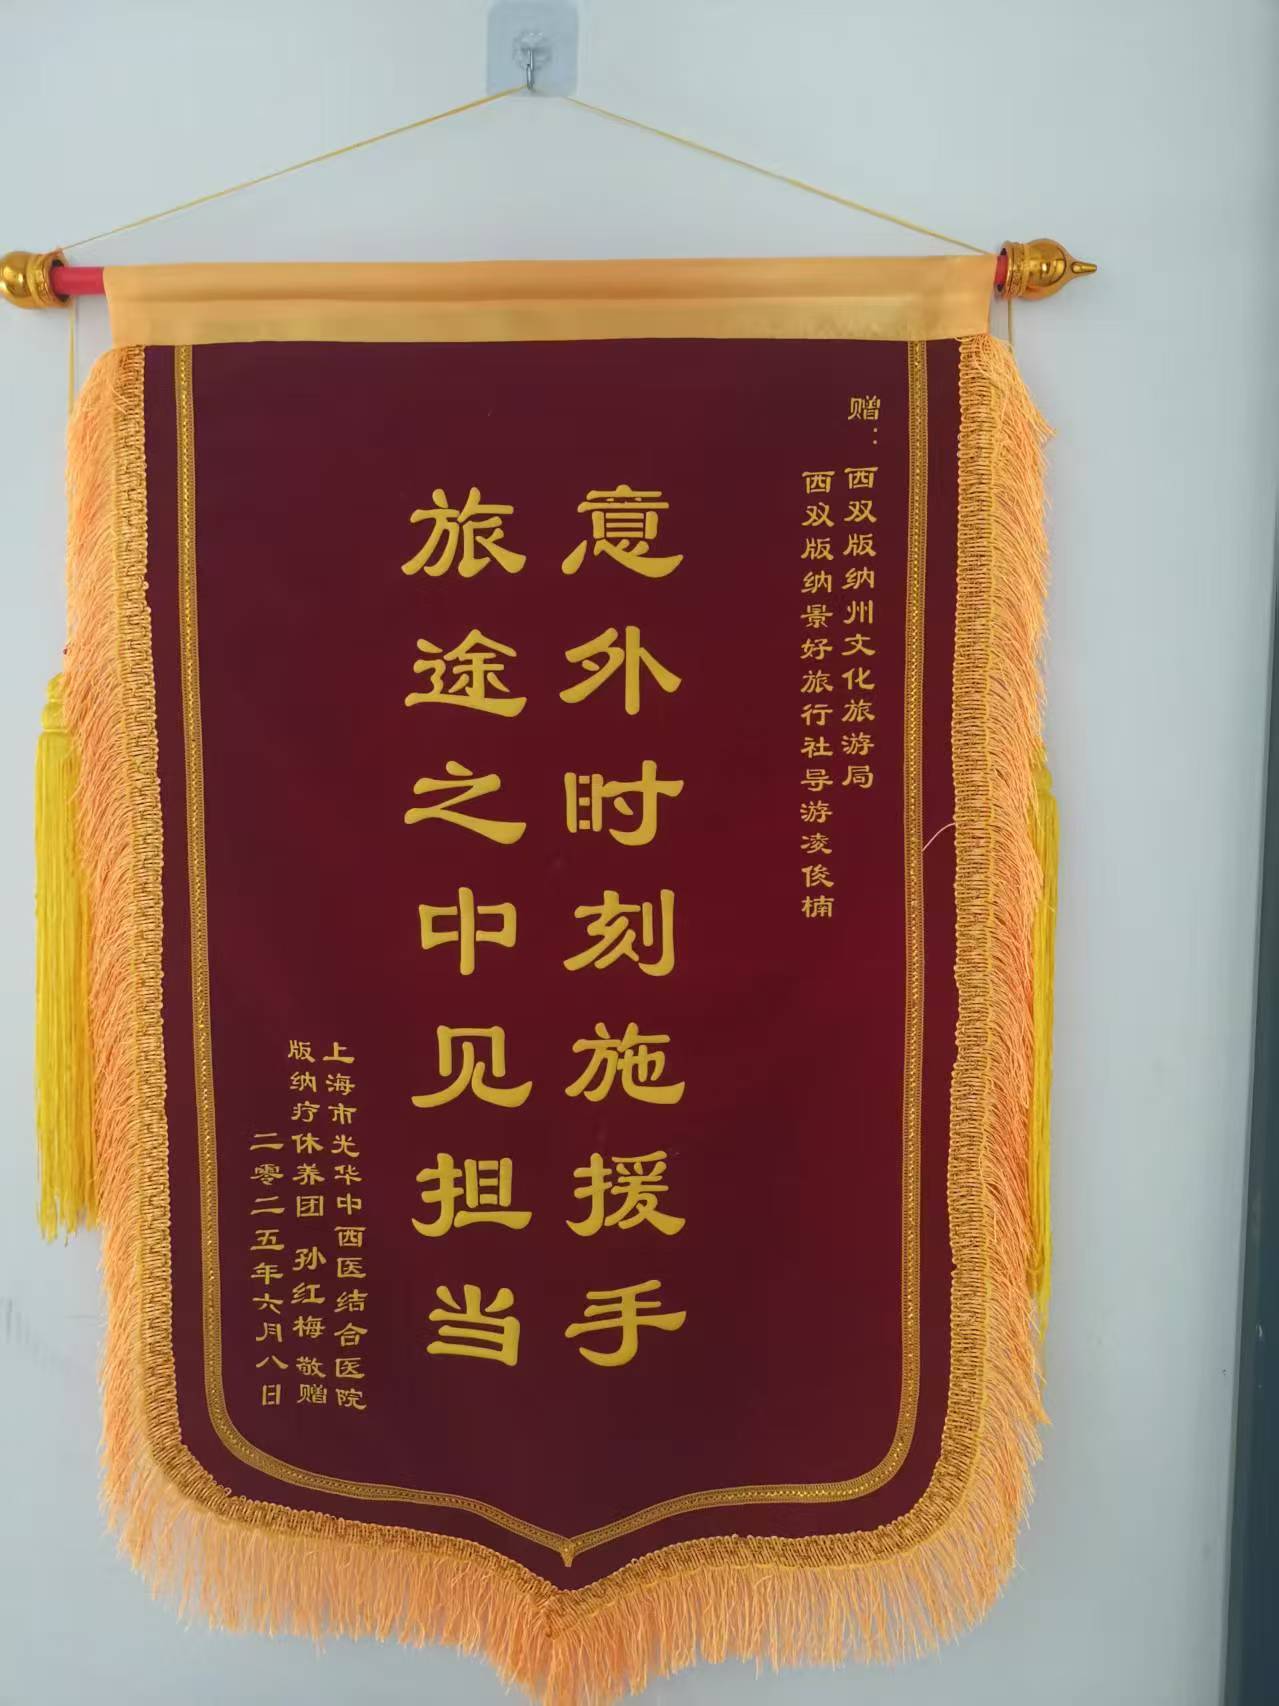 赠：西双版纳州文化旅游局
西双版纳景好旅行社导游凌俊楠
意外时刻施援手
旅途之中见担当
上海市光华中西医结合医院
版纳疗休养团 孙红梅 敬赠
二零二五年六月八日